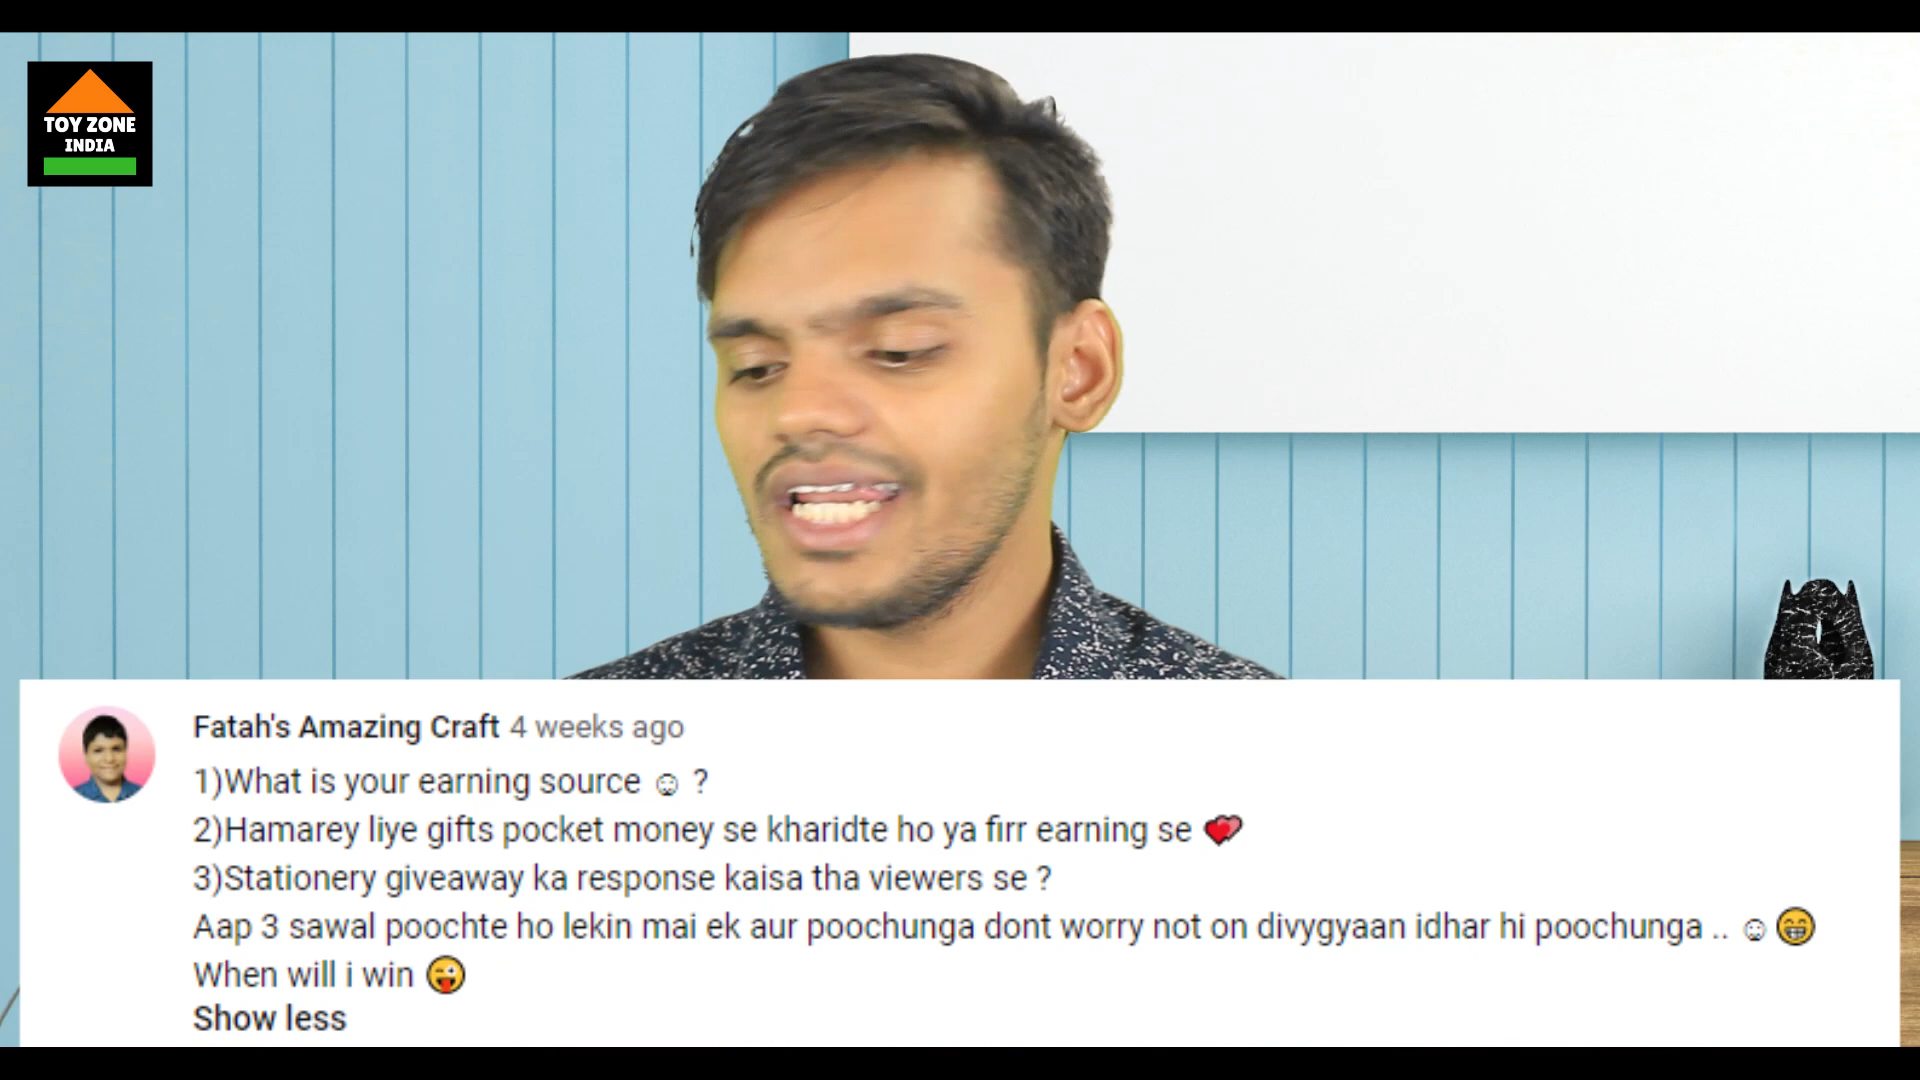 TOY ZONE
INDIA
Fatah's Amazing Craft 4 weeks ago
1)What is your earning source ☺ ?
2)Hamarey liye gifts pocket money se kharidte ho ya firr earning se 💕
3)Stationery giveaway ka response kaisa tha viewers se ?
Aap 3 sawal poochte ho lekin mai ek aur poochunga dont worry not on divygyaan idhar hi poochunga .. ☺😁
When will i win 😜
Show less